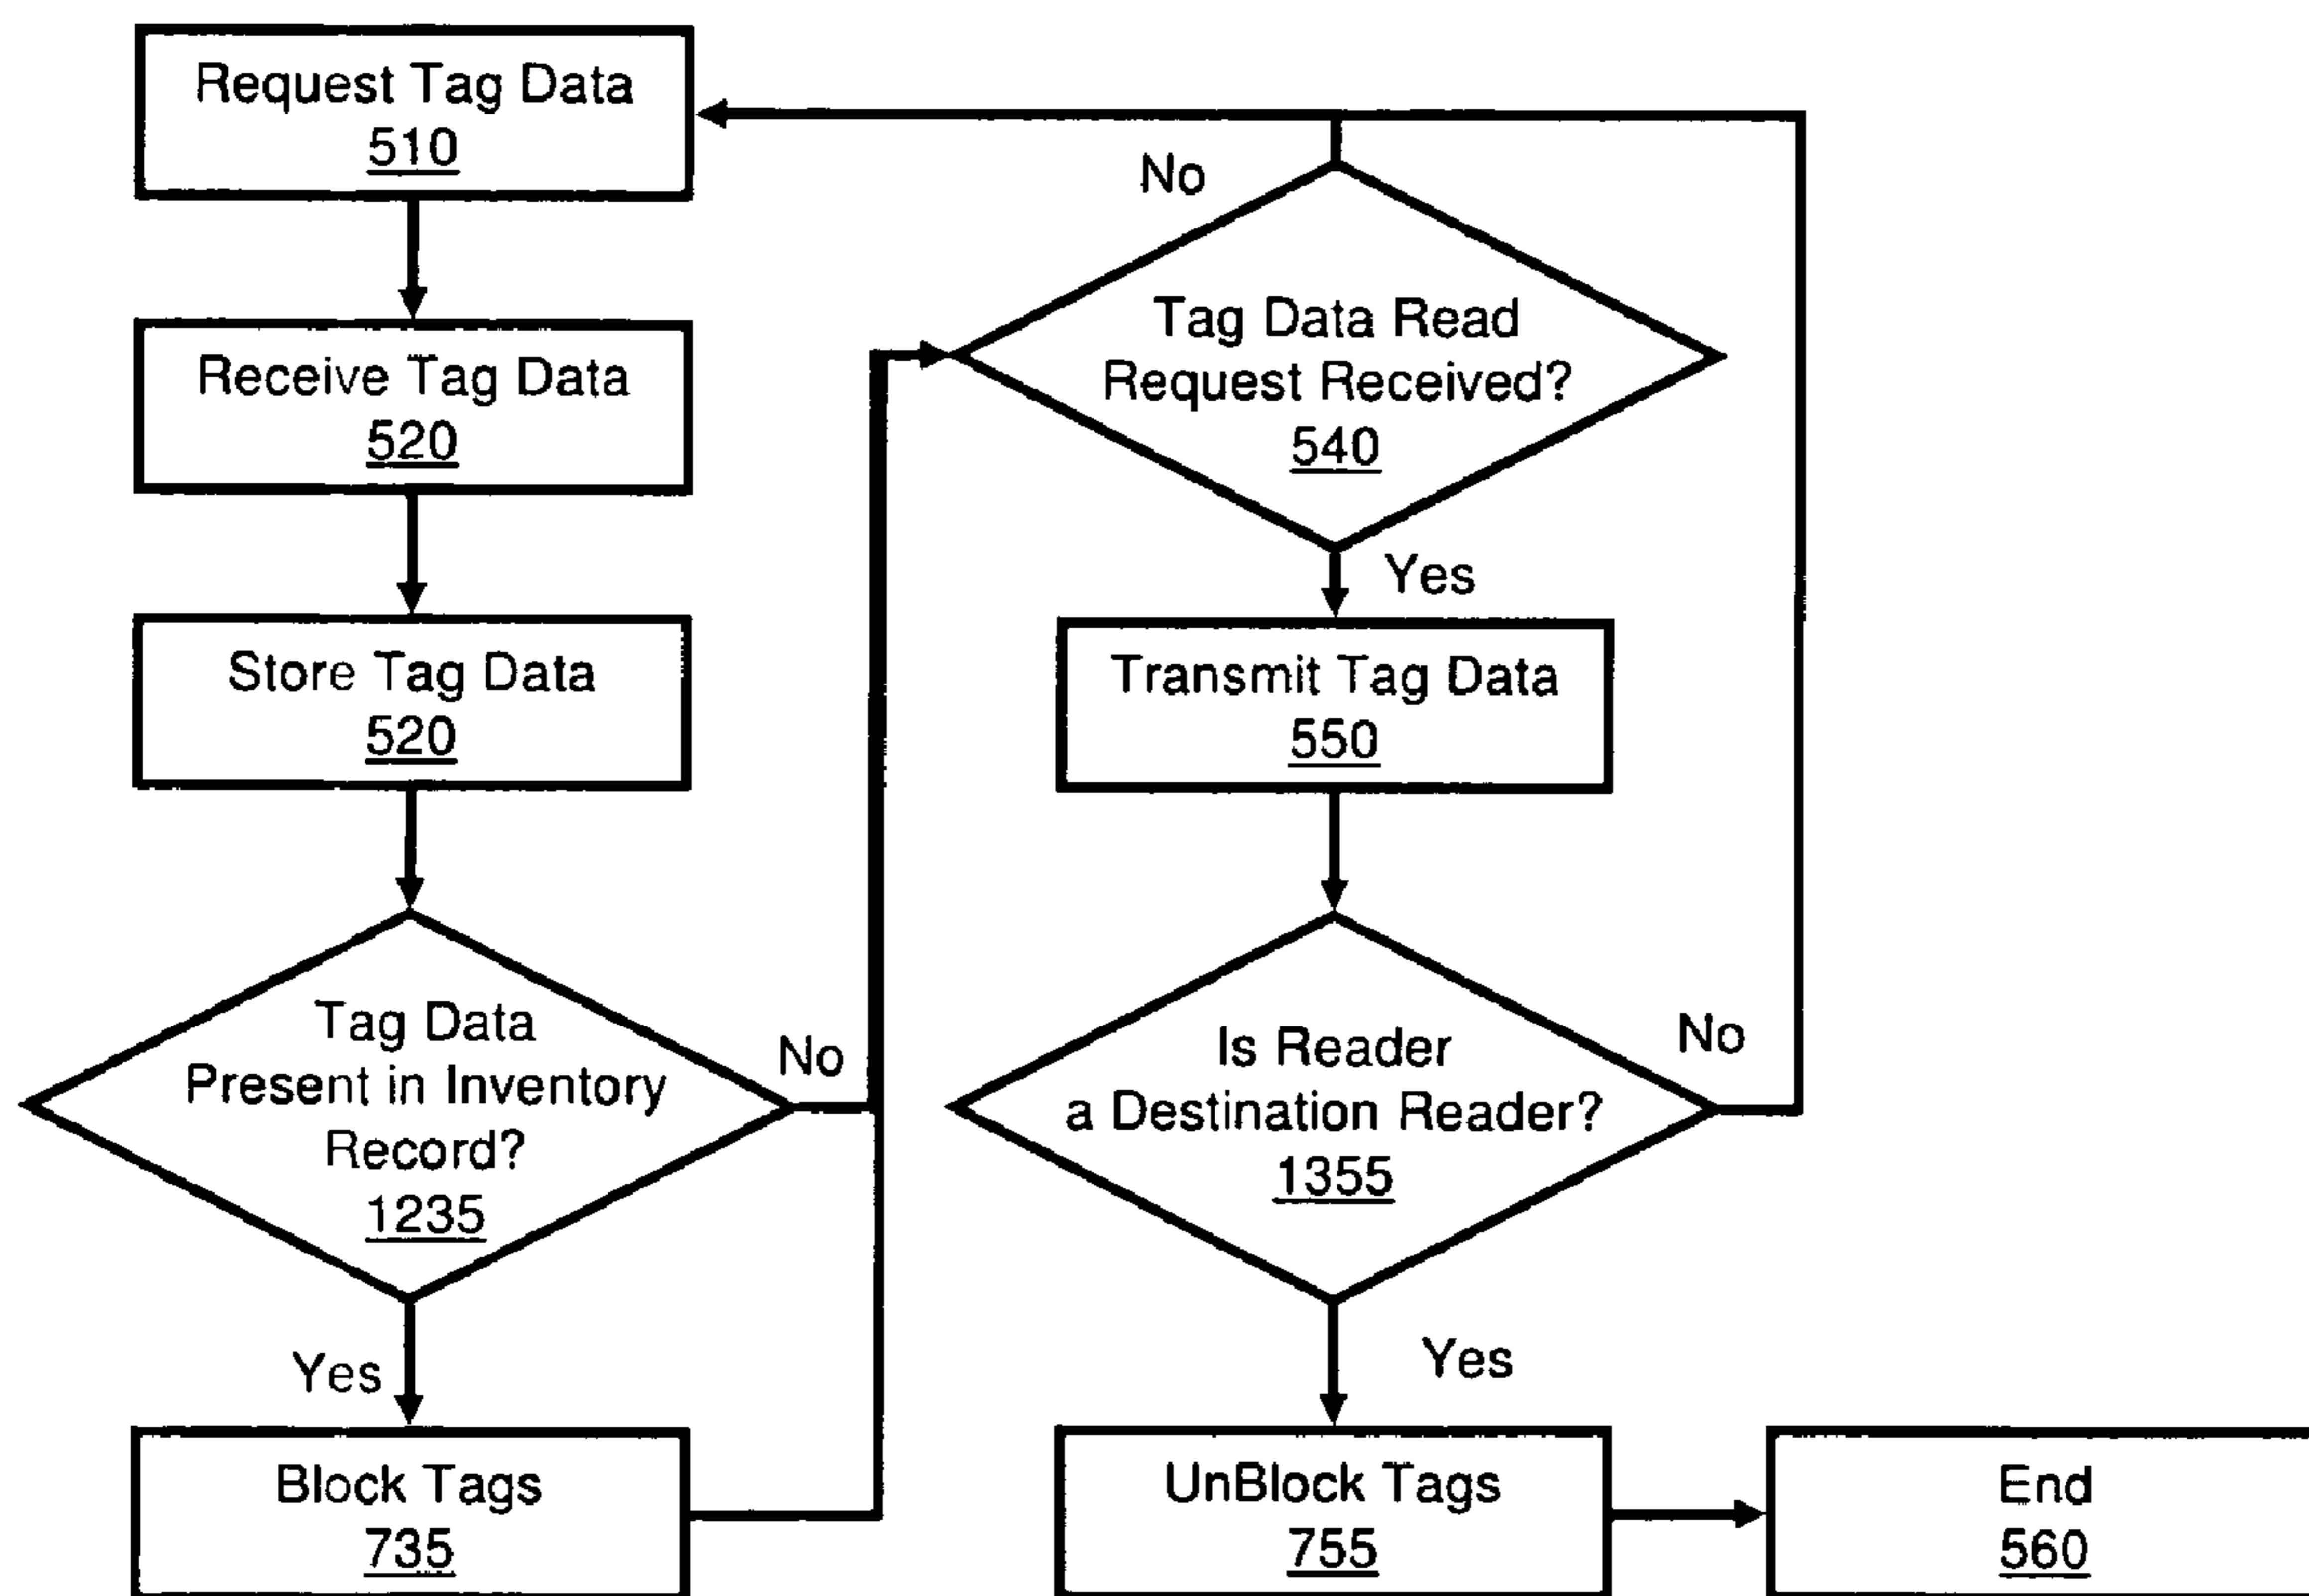 Request Tag Data
510
Receive Tag Data
520
Store Tag Data
520
Tag Data
Present in Inventory
Record?
1235
No
Yes
Block Tags
735
No
Tag Data Read
Request Received?
540
Yes
Transmit Tag Data
550
Is Reader
a Destination Reader?
1355
No
Yes
UnBlock Tags
755
End
560